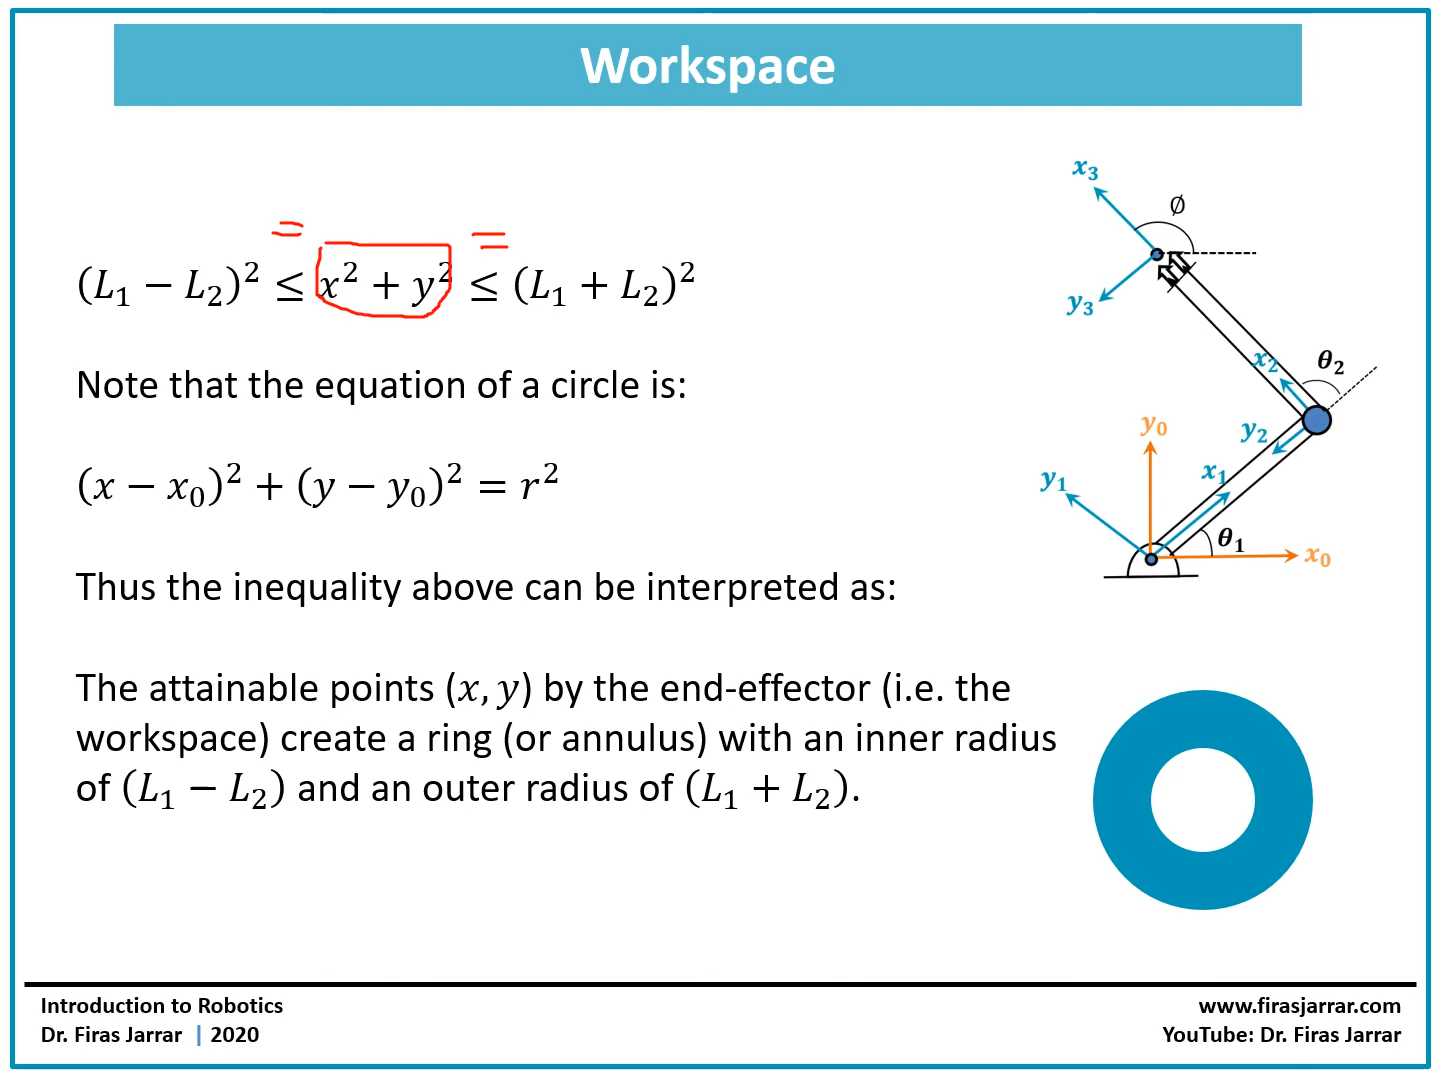 Workspace
(L₁ − L₂)² ≤ x² + y² ≤ (L₁ + L₂)²
= =
Note that the equation of a circle is:
(x − x₀)² + (y − y₀)² = r²
Thus the inequality above can be interpreted as:
The attainable points (x, y) by the end-effector (i.e. the
workspace) create a ring (or annulus) with an inner radius
of (L₁ − L₂) and an outer radius of (L₁ + L₂).
x₃
∅
y₃
x₂
θ₂
y₀
y₂
x₁
y₁
θ₁
x₀
Introduction to Robotics
Dr. Firas Jarrar | 2020
www.firasjarrar.com
YouTube: Dr. Firas Jarrar